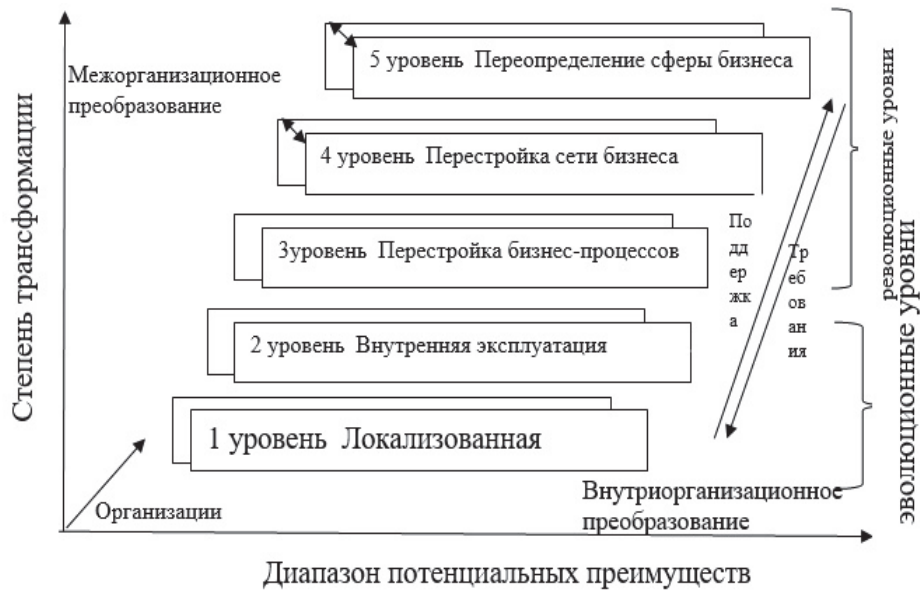 5 уровень Переопределение сферы бизнеса
Межорганизационное
преобразование
4 уровень Перестройка сети бизнеса
3уровень Перестройка бизнес-процессов
2 уровень Внутренняя эксплуатация
1 уровень Локализованная
По
дд
ер
жк
а
Тр
еб
ов
ан
ия
революционные уровни
эволюционные уровни
Степень трансформации
Организации
Внутриорганизационное
преобразование
Диапазон потенциальных преимуществ